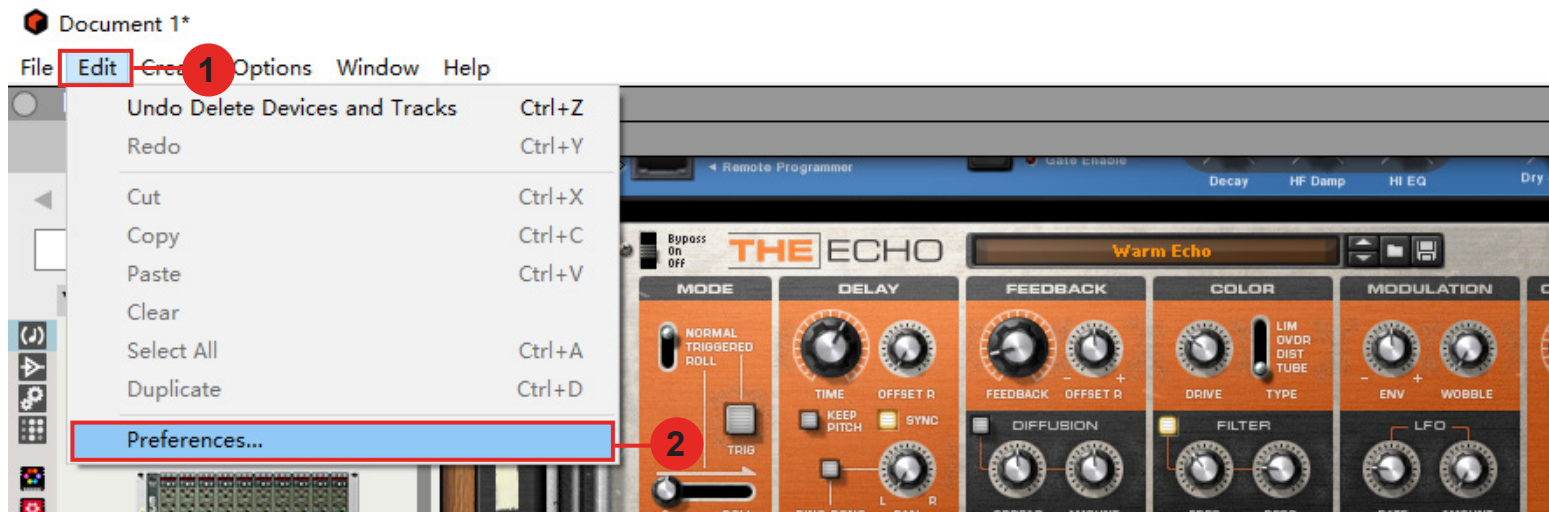 Document 1*
File Edit Options Window Help
1
Undo Delete Devices and Tracks Ctrl+Z
Redo Ctrl+Y
Cut Ctrl+X
Copy Ctrl+C
Paste Ctrl+V
Clear
Select All Ctrl+A
Duplicate Ctrl+D
Preferences...
2
Remote Programmer
Gate Enable
Decay HF Damp HI EQ Dry
Bypass
On
Off
THE ECHO
Warm Echo
MODE DELAY FEEDBACK COLOR MODULATION
NORMAL
TRIGGERED
ROLL
LIM
OVDR
DIST
TUBE
TIME OFFSET R FEEDBACK OFFSET R DRIVE TYPE ENV WOBBLE
KEEP
PITCH
SYNC
TRIG
DIFFUSION FILTER LFO
L R